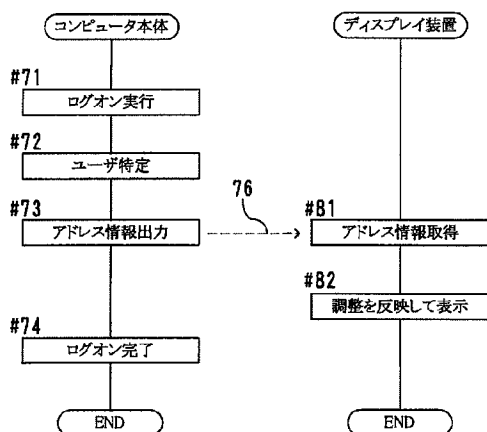 コンピュータ本体
ディスプレイ装置
#71
ログオン実行
#72
ユーザ特定
#73
アドレス情報出力
76
#81
アドレス情報取得
#82
調整を反映して表示
#74
ログオン完了
END
END